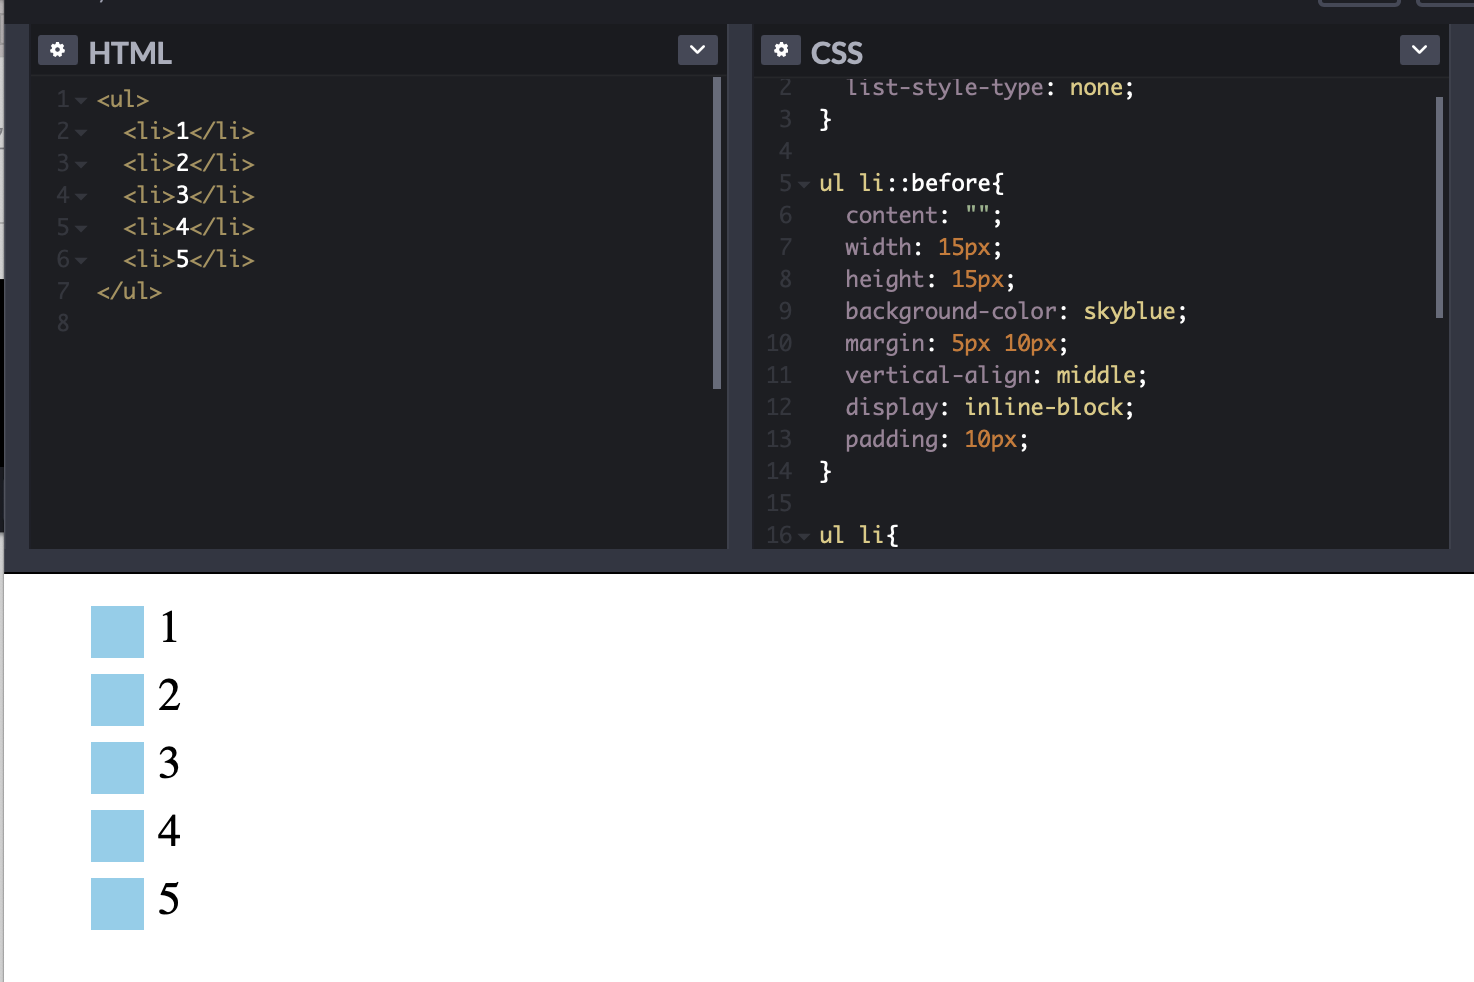 HTML
1 <ul>
2 <li>1</li>
3 <li>2</li>
4 <li>3</li>
5 <li>4</li>
6 <li>5</li>
7 </ul>
8
CSS
2 list-style-type: none;
3 }
4
5 ul li::before{
6 content: "";
7 width: 15px;
8 height: 15px;
9 background-color: skyblue;
10 margin: 5px 10px;
11 vertical-align: middle;
12 display: inline-block;
13 padding: 10px;
14 }
15
16 ul li{
1
2
3
4
5